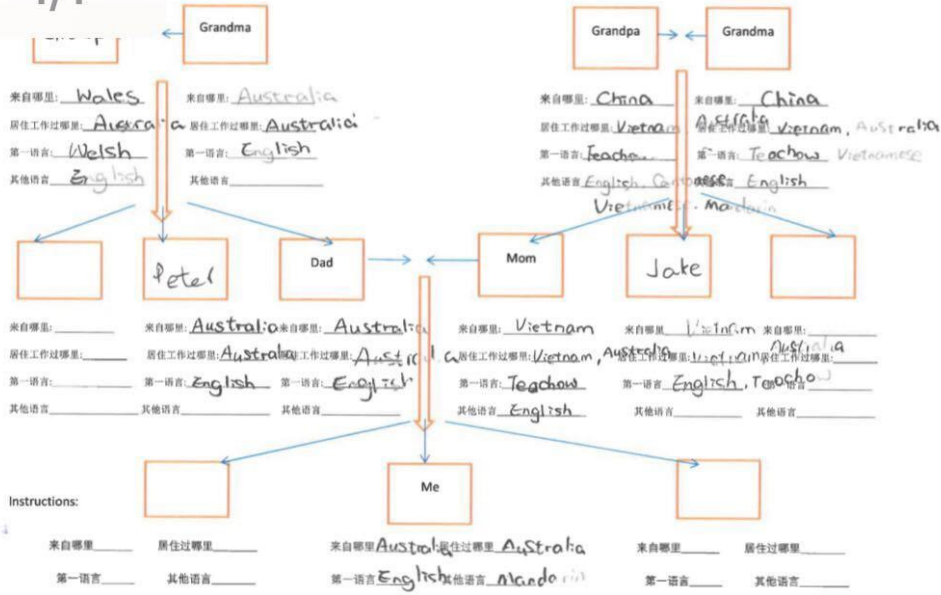 Grandma
Grandpa
Grandma
来自哪里: Wales
来自哪里: Australia
来自哪里: China
来自哪里: China
居住工作过哪里: Australia
居住工作过哪里: Australia
居住工作过哪里: Vietnam, Australia
居住工作过哪里: Vietnam, Australia
第一语言: Welsh
第一语言: English
第一语言: Teochow
第一语言: Teochow Vietnamese
其他语言 English
其他语言
其他语言 English, Cantonese
Vietnamese. Mandarin
其他语言 English
Peter
Dad
Mom
Jake
来自哪里:
来自哪里: Australia
来自哪里: Australia
来自哪里: Vietnam
来自哪里 Vietnam
来自哪里:
居住工作过哪里:
居住工作过哪里: Australia
居住工作过哪里: Australia
居住工作过哪里: Vietnam, Australia
居住工作过哪里: Vietnam Australia
居住工作过哪里:
第一语言:
第一语言: English
第一语言: English
第一语言: Teochow
第一语言: English, Teochow
第一语言:
其他语言
其他语言
其他语言
其他语言 English
其他语言
其他语言
Me
Instructions:
来自哪里 居住过哪里
来自哪里 Australia 居住过哪里 Australia
来自哪里 居住过哪里
第一语言 其他语言
第一语言 English 其他语言 Mandarin
第一语言 其他语言